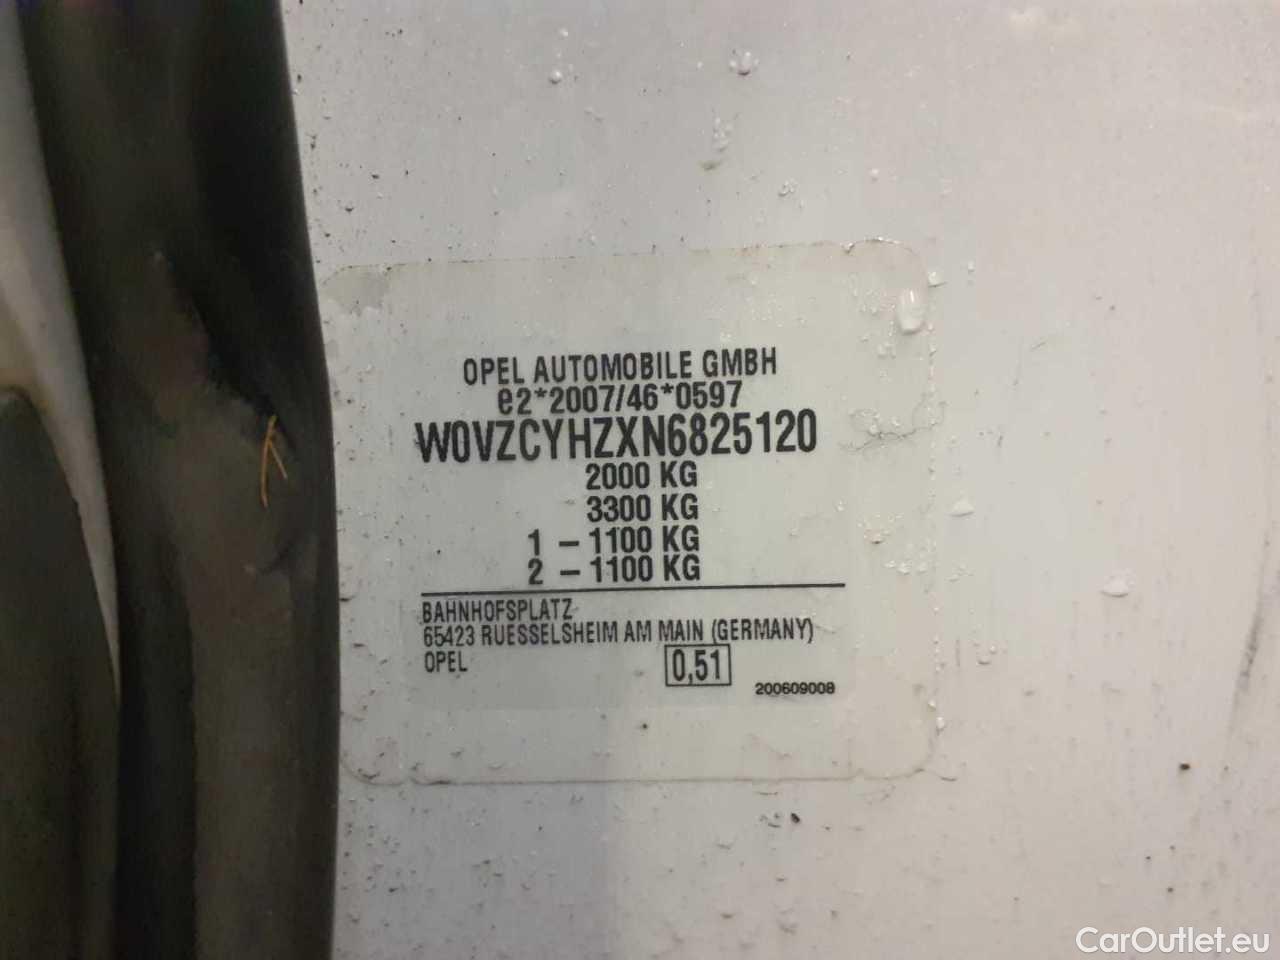 OPEL AUTOMOBILE GMBH
e2*2007/46*0597
W0VZCYHZXN6825120
2000 KG
3300 KG
1 – 1100 KG
2 – 1100 KG
BAHNHOFSPLATZ
65423 RUESSELSHEIM AM MAIN (GERMANY)
OPEL
0,51
200609008
CarOutlet.eu